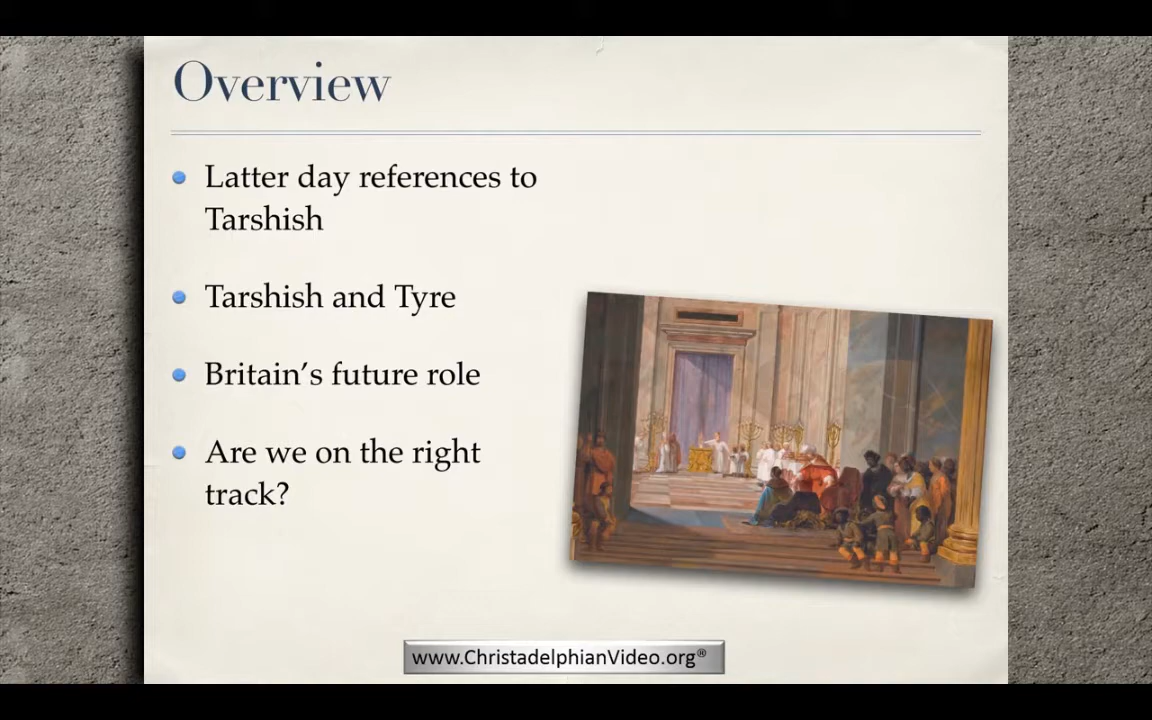 Overview
Latter day references to
Tarshish
Tarshish and Tyre
Britain’s future role
Are we on the right
track?
www.ChristadelphianVideo.org®